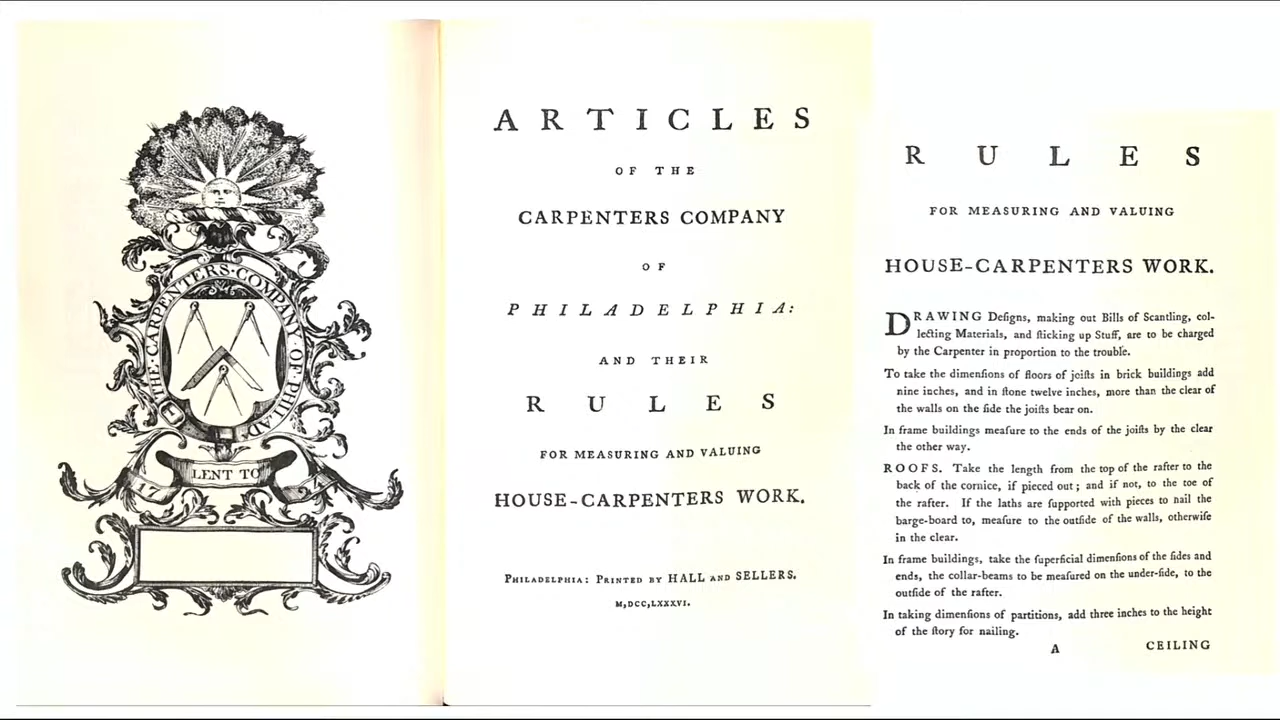 THE·CARPENTERS·COMPANY·OF·PHILAD
LENT TO
17 24
ARTICLES
OF THE
CARPENTERS COMPANY
OF
PHILADELPHIA:
AND THEIR
RULES
FOR MEASURING AND VALUING
HOUSE-CARPENTERS WORK.
PHILADELPHIA: PRINTED BY HALL AND SELLERS.
M,DCC,LXXXVI.
RULES
FOR MEASURING AND VALUING
HOUSE-CARPENTERS WORK.
DRAWING Deſigns, making out Bills of Scantling, col-
lecting Materials, and ſticking up Stuff, are to be charged
by the Carpenter in proportion to the trouble.
To take the dimenſions of floors of joiſts in brick buildings add
nine inches, and in ſtone twelve inches, more than the clear of
the walls on the ſide the joiſts bear on.
In frame buildings meaſure to the ends of the joiſts by the clear
the other way.
ROOFS. Take the length from the top of the rafter to the
back of the cornice, if pieced out; and if not, to the toe of
the rafter. If the laths are ſupported with pieces to nail the
barge-board to, meaſure to the outſide of the walls, otherwiſe
in the clear.
In frame buildings, take the ſuperficial dimenſions of the ſides and
ends, the collar-beams to be meaſured on the under-ſide, to the
outſide of the rafter.
In taking dimenſions of partitions, add three inches to the height
of the ſtory for nailing.
A CEILING